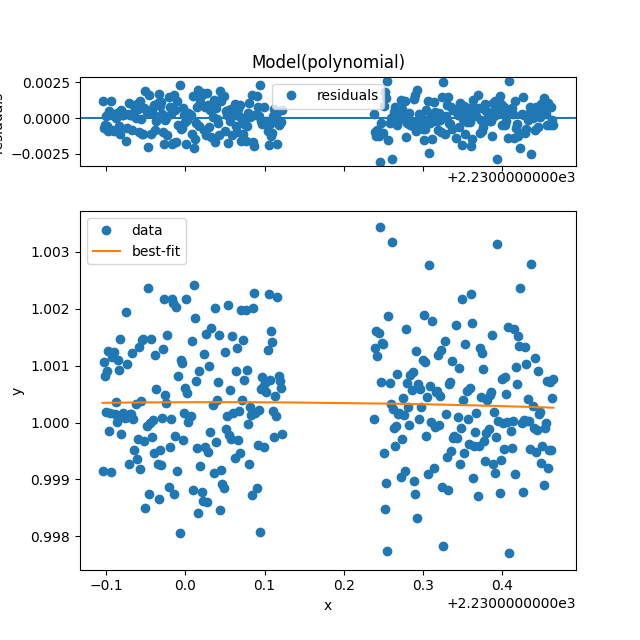 Model(polynomial)
0.0025
0.0000
−0.0025
residuals
+2.2300000000e3
data
best-fit
1.003
1.002
1.001
1.000
0.999
0.998
y
−0.1
0.0
0.1
0.2
0.3
0.4
x
+2.2300000000e3